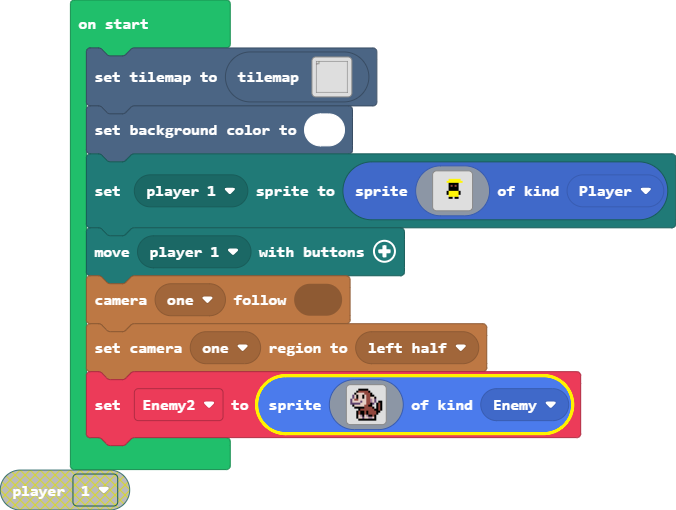 on start
set tilemap to tilemap
set background color to
set player 1 sprite to sprite of kind Player
move player 1 with buttons
camera one follow
set camera one region to left half
set Enemy2 to sprite of kind Enemy
player 1